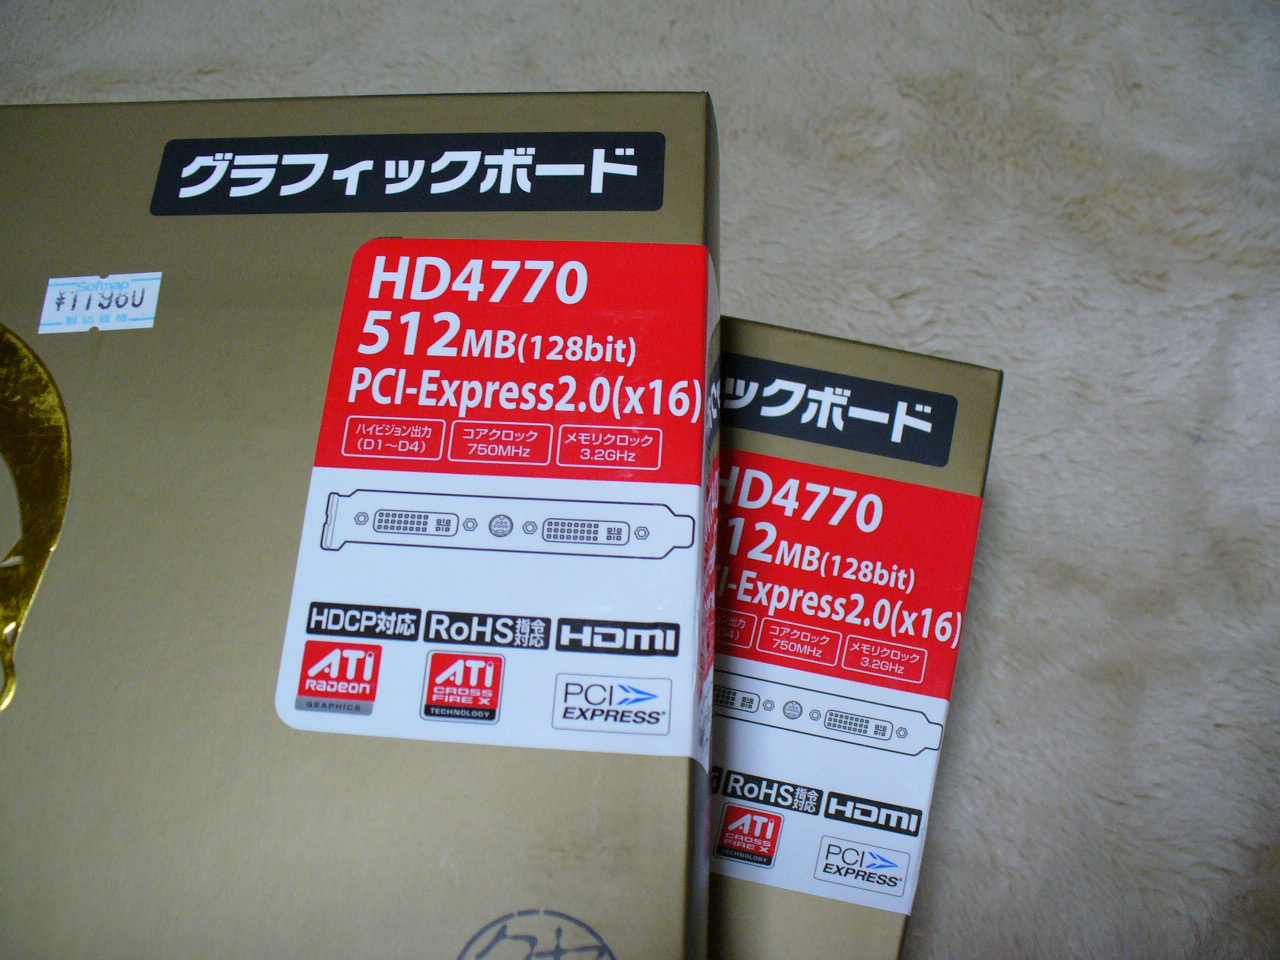 グラフィックボード
Sofmap
¥11980
税込価格
HD4770
512MB(128bit)
PCI-Express2.0(x16)
ハイビジョン出力
(D1～D4)
コアクロック
750MHz
メモリクロック
3.2GHz
HDCP対応
RoHS指令対応
HDMI
ATI
RADEON
GRAPHICS
ATI
CROSS
FIRE X
TECHNOLOGY
PCI
EXPRESS®
ックボード
HD4770
12MB(128bit)
I-Express2.0(x16)
出力
D4)
コアクロック
750MHz
メモリクロック
3.2GHz
RoHS指令対応
HDMI
ATI
CROSS
FIRE X
TECHNOLOGY
PCI
EXPRESS®